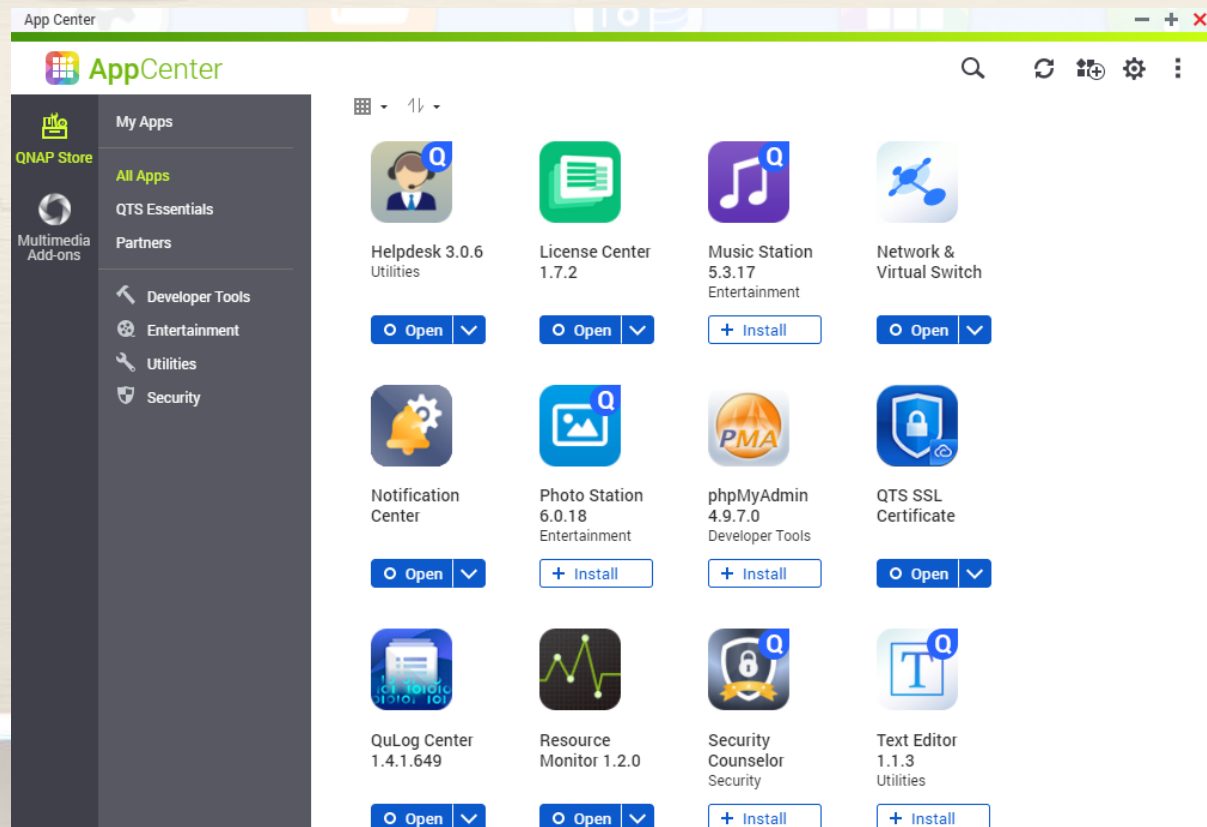 App Center
AppCenter
QNAP Store
Multimedia
Add-ons
My Apps
All Apps
QTS Essentials
Partners
Developer Tools
Entertainment
Utilities
Security
Q
Q
Helpdesk 3.0.6
Utilities
License Center
1.7.2
Music Station
5.3.17
Entertainment
Network &
Virtual Switch
Open
Open
+ Install
Open
Q
PMA
Notification
Center
Photo Station
6.0.18
Entertainment
phpMyAdmin
4.9.7.0
Developer Tools
QTS SSL
Certificate
Open
+ Install
+ Install
Open
Q
T
Q
QuLog Center
1.4.1.649
Resource
Monitor 1.2.0
Security
Counselor
Security
Text Editor
1.1.3
Utilities
Open
Open
+ Install
+ Install